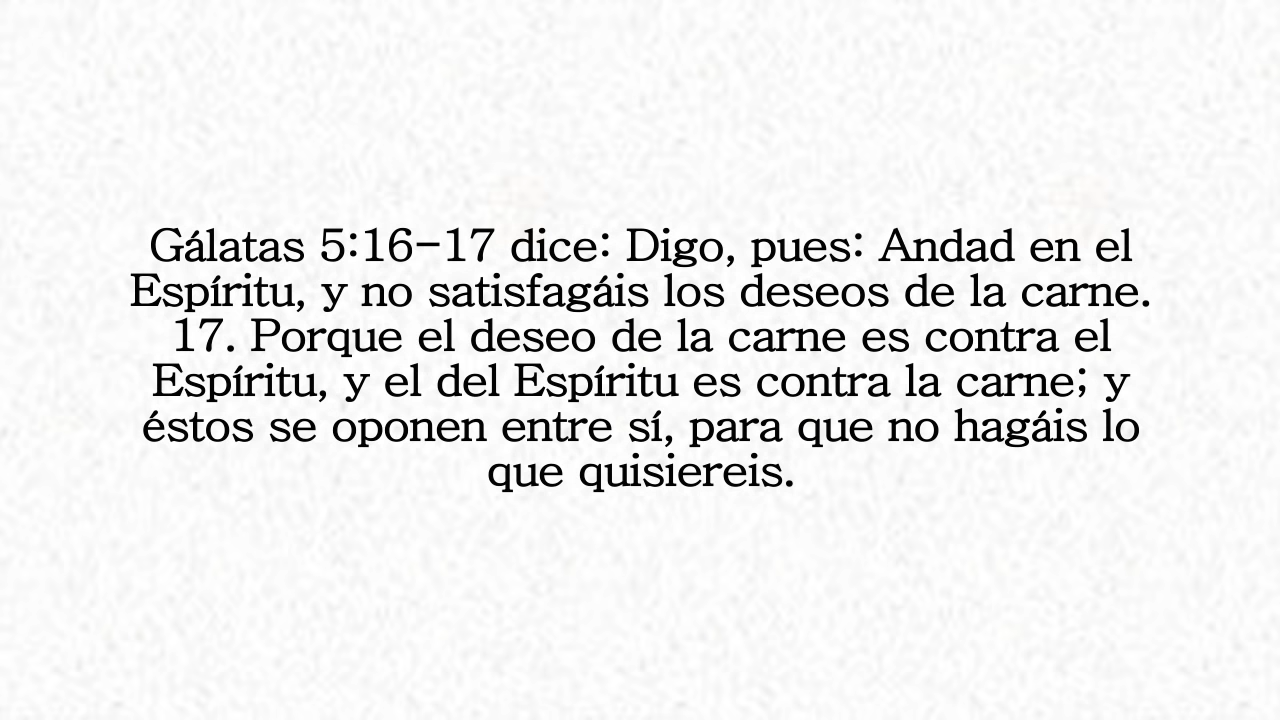 Gálatas 5:16-17 dice: Digo, pues: Andad en el
Espíritu, y no satisfagáis los deseos de la carne.
17. Porque el deseo de la carne es contra el
Espíritu, y el del Espíritu es contra la carne; y
éstos se oponen entre sí, para que no hagáis lo
que quisiereis.